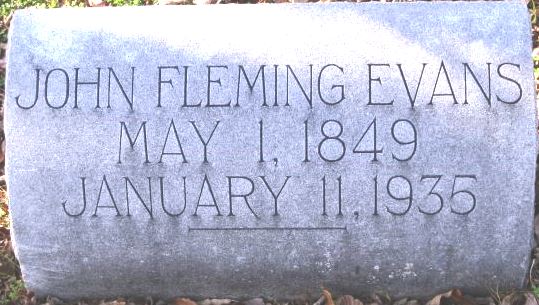 JOHN FLEMING EVANS
MAY 1, 1849
JANUARY 11, 1935